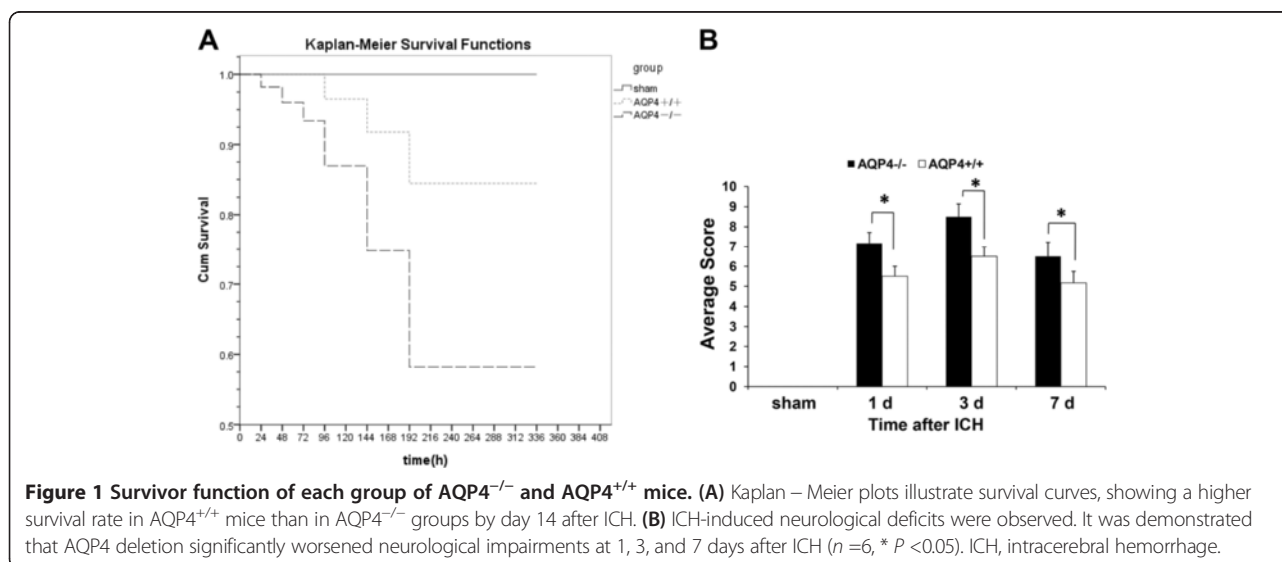 A
Kaplan-Meier Survival Functions
group
sham
AQP4+/+
AQP4−/−
Cum Survival
1.0
0.9
0.8
0.7
0.6
0.5
0 24 48 72 96 120 144 168 192 216 240 264 288 312 336 360 384 408
time(h)
B
AQP4-/- AQP4+/+
Average Score
10
9
8
7
6
5
4
3
2
1
0
* * *
sham 1 d 3 d 7 d
Time after ICH
Figure 1 Survivor function of each group of AQP4−/− and AQP4+/+ mice. (A) Kaplan – Meier plots illustrate survival curves, showing a higher
survival rate in AQP4+/+ mice than in AQP4−/− groups by day 14 after ICH. (B) ICH-induced neurological deficits were observed. It was demonstrated
that AQP4 deletion significantly worsened neurological impairments at 1, 3, and 7 days after ICH (n =6, * P <0.05). ICH, intracerebral hemorrhage.